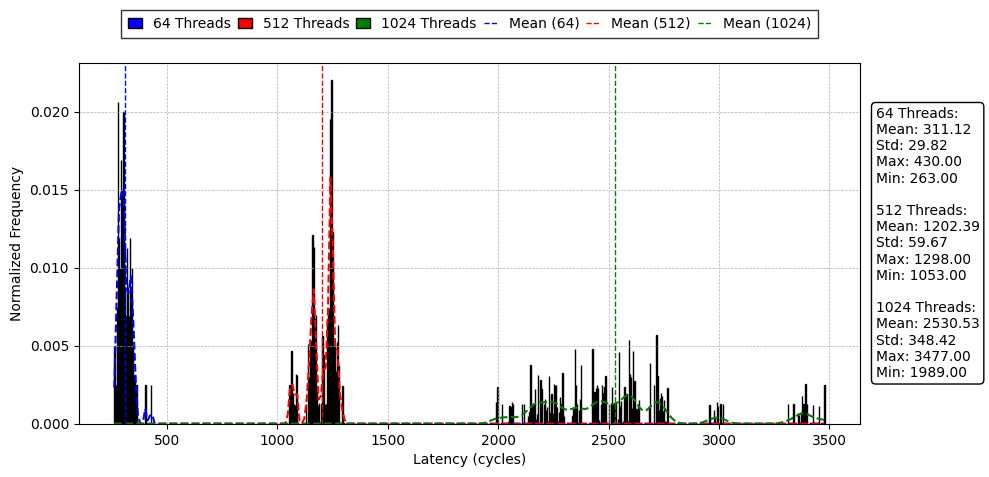 64 Threads 512 Threads 1024 Threads Mean (64) Mean (512) Mean (1024)
0.020
0.015
0.010
0.005
0.000
Normalized Frequency
500 1000 1500 2000 2500 3000 3500
Latency (cycles)
64 Threads:
Mean: 311.12
Std: 29.82
Max: 430.00
Min: 263.00
512 Threads:
Mean: 1202.39
Std: 59.67
Max: 1298.00
Min: 1053.00
1024 Threads:
Mean: 2530.53
Std: 348.42
Max: 3477.00
Min: 1989.00